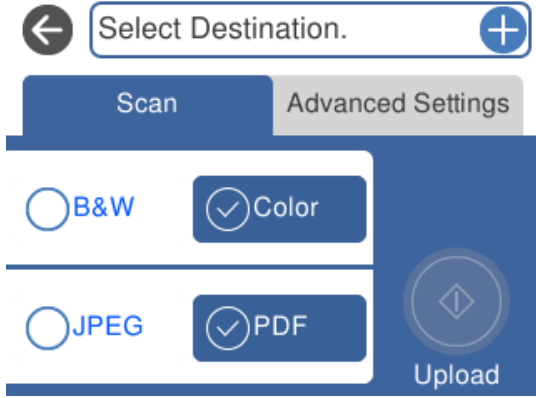 Select Destination.
Scan
Advanced Settings
B&W
Color
JPEG
PDF
Upload